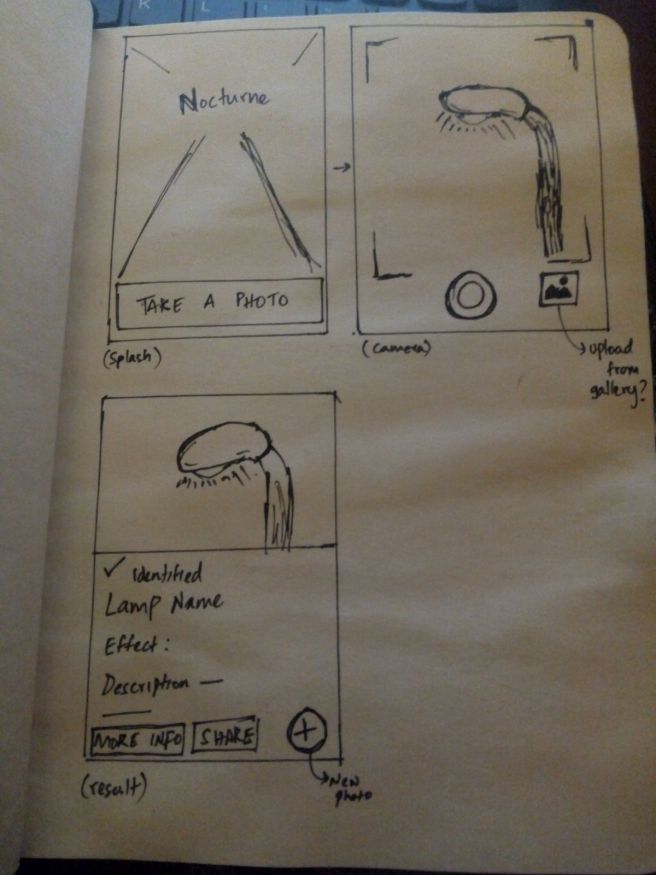 K L
Nocturne
TAKE A PHOTO
(Splash)
(camera)
upload
from
gallery?
✓ Identified
Lamp Name
Effect :
Description —
MORE INFO
SHARE
(result)
New
photo